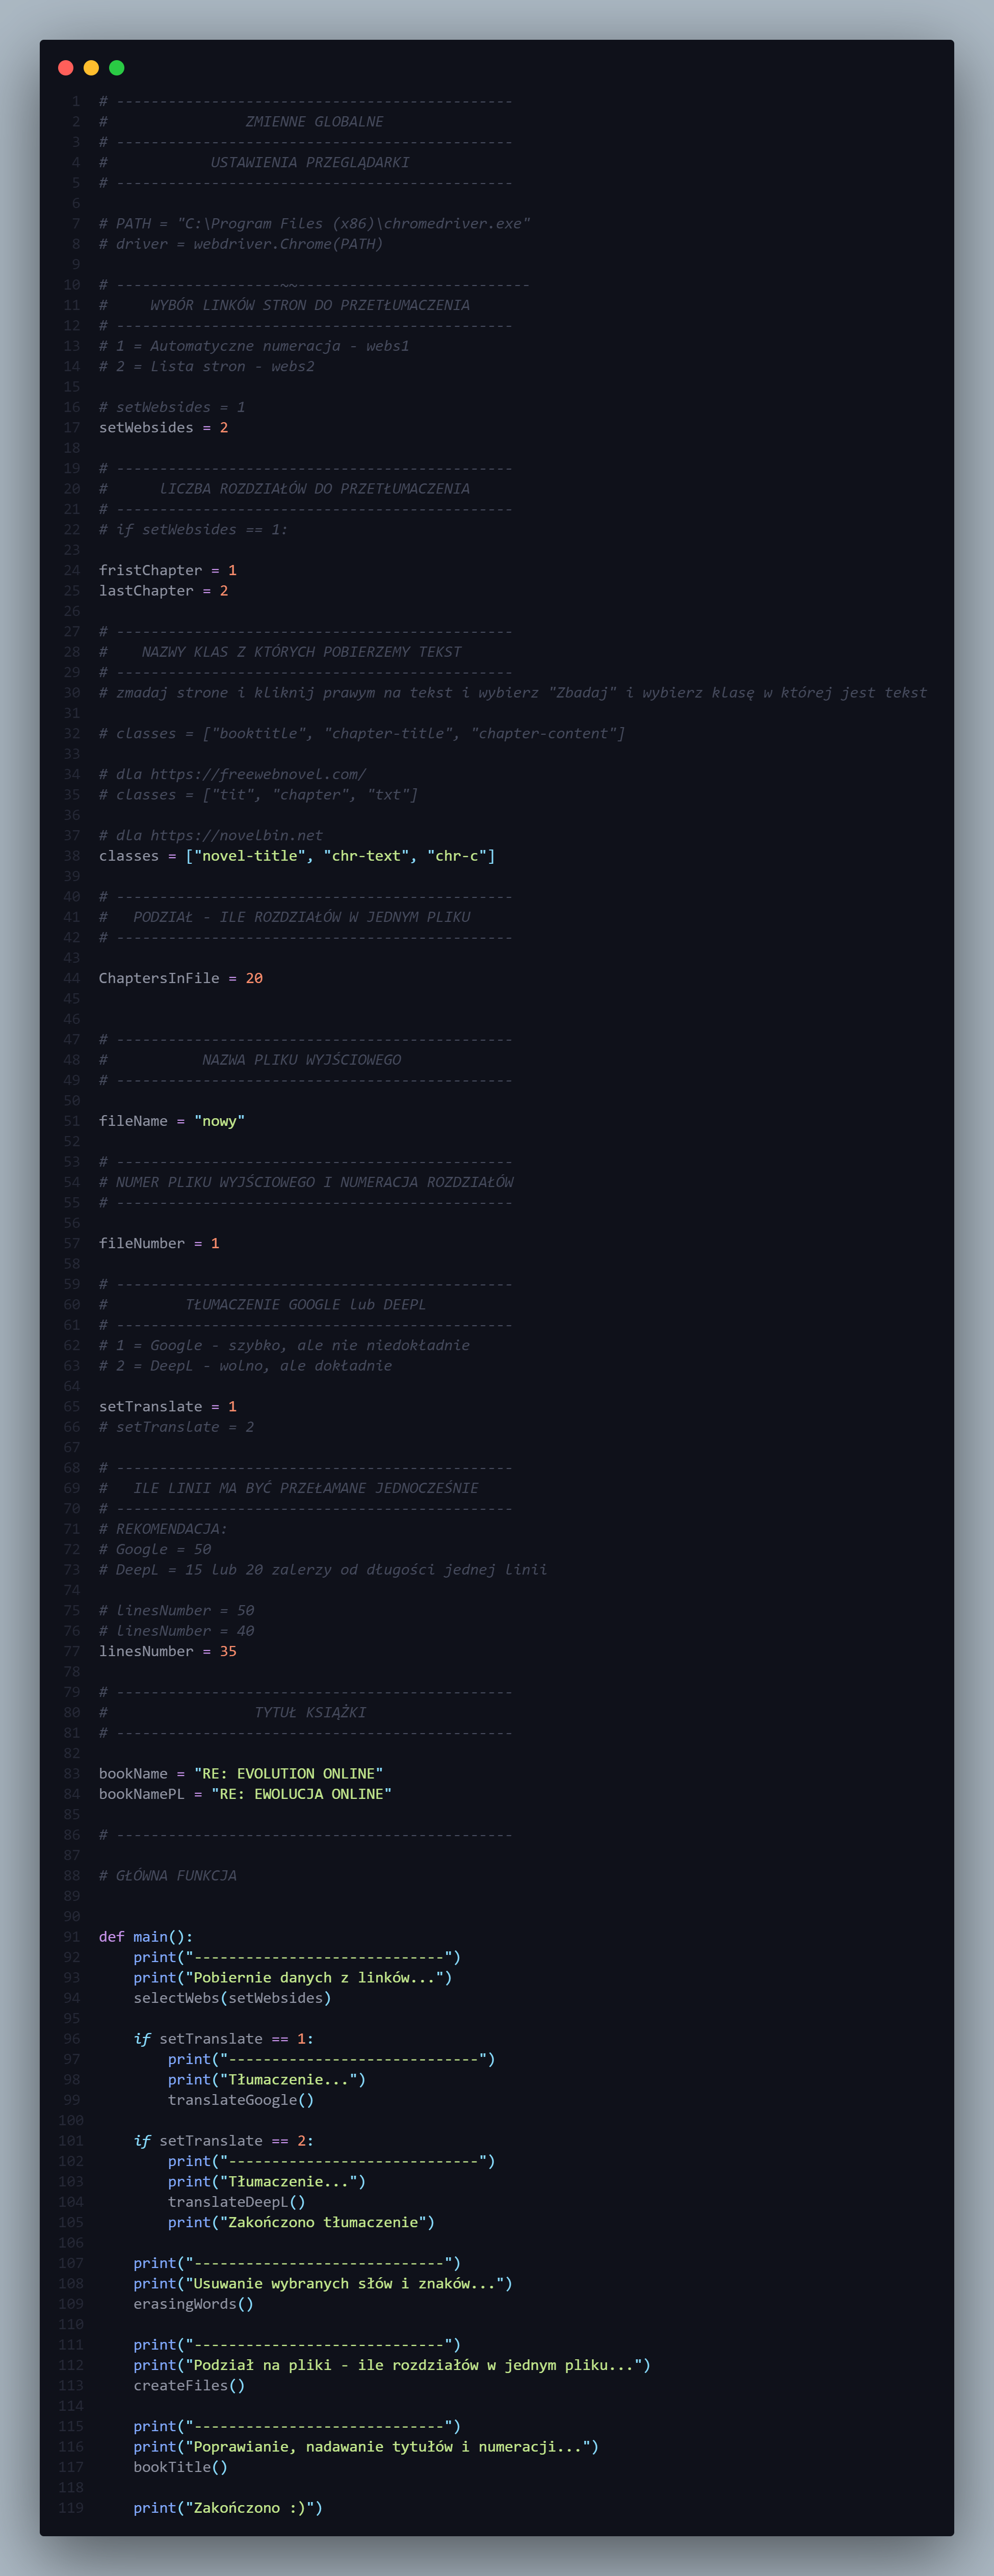 1 # ----------------------------------------------
2 #                ZMIENNE GLOBALNE
3 # ----------------------------------------------
4 #            USTAWIENIA PRZEGLĄDARKI
5 # ----------------------------------------------
6
7 # PATH = "C:\Program Files (x86)\chromedriver.exe"
8 # driver = webdriver.Chrome(PATH)
9
10 # -------------------~~---------------------------
11 #     WYBÓR LINKÓW STRON DO PRZETŁUMACZENIA
12 # ----------------------------------------------
13 # 1 = Automatyczne numeracja - webs1
14 # 2 = Lista stron - webs2
15
16 # setWebsides = 1
17 setWebsides = 2
18
19 # ----------------------------------------------
20 #      lICZBA ROZDZIAŁÓW DO PRZETŁUMACZENIA
21 # ----------------------------------------------
22 # if setWebsides == 1:
23
24 fristChapter = 1
25 lastChapter = 2
26
27 # ----------------------------------------------
28 #    NAZWY KLAS Z KTÓRYCH POBIERZEMY TEKST
29 # ----------------------------------------------
30 # zmadaj strone i kliknij prawym na tekst i wybierz "Zbadaj" i wybierz klasę w której jest tekst
31
32 # classes = ["booktitle", "chapter-title", "chapter-content"]
33
34 # dla https://freewebnovel.com/
35 # classes = ["tit", "chapter", "txt"]
36
37 # dla https://novelbin.net
38 classes = ["novel-title", "chr-text", "chr-c"]
39
40 # ----------------------------------------------
41 #   PODZIAŁ - ILE ROZDZIAŁÓW W JEDNYM PLIKU
42 # ----------------------------------------------
43
44 ChaptersInFile = 20
45
46
47 # ----------------------------------------------
48 #           NAZWA PLIKU WYJŚCIOWEGO
49 # ----------------------------------------------
50
51 fileName = "nowy"
52
53 # ----------------------------------------------
54 # NUMER PLIKU WYJŚCIOWEGO I NUMERACJA ROZDZIAŁÓW
55 # ----------------------------------------------
56
57 fileNumber = 1
58
59 # ----------------------------------------------
60 #         TŁUMACZENIE GOOGLE lub DEEPL
61 # ----------------------------------------------
62 # 1 = Google - szybko, ale nie niedokładnie
63 # 2 = DeepL - wolno, ale dokładnie
64
65 setTranslate = 1
66 # setTranslate = 2
67
68 # ----------------------------------------------
69 #   ILE LINII MA BYĆ PRZEŁAMANE JEDNOCZEŚNIE
70 # ----------------------------------------------
71 # REKOMENDACJA:
72 # Google = 50
73 # DeepL = 15 lub 20 zalerzy od długości jednej linii
74
75 # linesNumber = 50
76 # linesNumber = 40
77 linesNumber = 35
78
79 # ----------------------------------------------
80 #                 TYTUŁ KSIĄŻKI
81 # ----------------------------------------------
82
83 bookName = "RE: EVOLUTION ONLINE"
84 bookNamePL = "RE: EWOLUCJA ONLINE"
85
86 # ----------------------------------------------
87
88 # GŁÓWNA FUNKCJA
89
90
91 def main():
92     print("-----------------------------")
93     print("Pobiernie danych z linków...")
94     selectWebs(setWebsides)
95
96     if setTranslate == 1:
97         print("-----------------------------")
98         print("Tłumaczenie...")
99         translateGoogle()
100
101     if setTranslate == 2:
102         print("-----------------------------")
103         print("Tłumaczenie...")
104         translateDeepL()
105         print("Zakończono tłumaczenie")
106
107     print("-----------------------------")
108     print("Usuwanie wybranych słów i znaków...")
109     erasingWords()
110
111     print("-----------------------------")
112     print("Podział na pliki - ile rozdziałów w jednym pliku...")
113     createFiles()
114
115     print("-----------------------------")
116     print("Poprawianie, nadawanie tytułów i numeracji...")
117     bookTitle()
118
119     print("Zakończono :)")